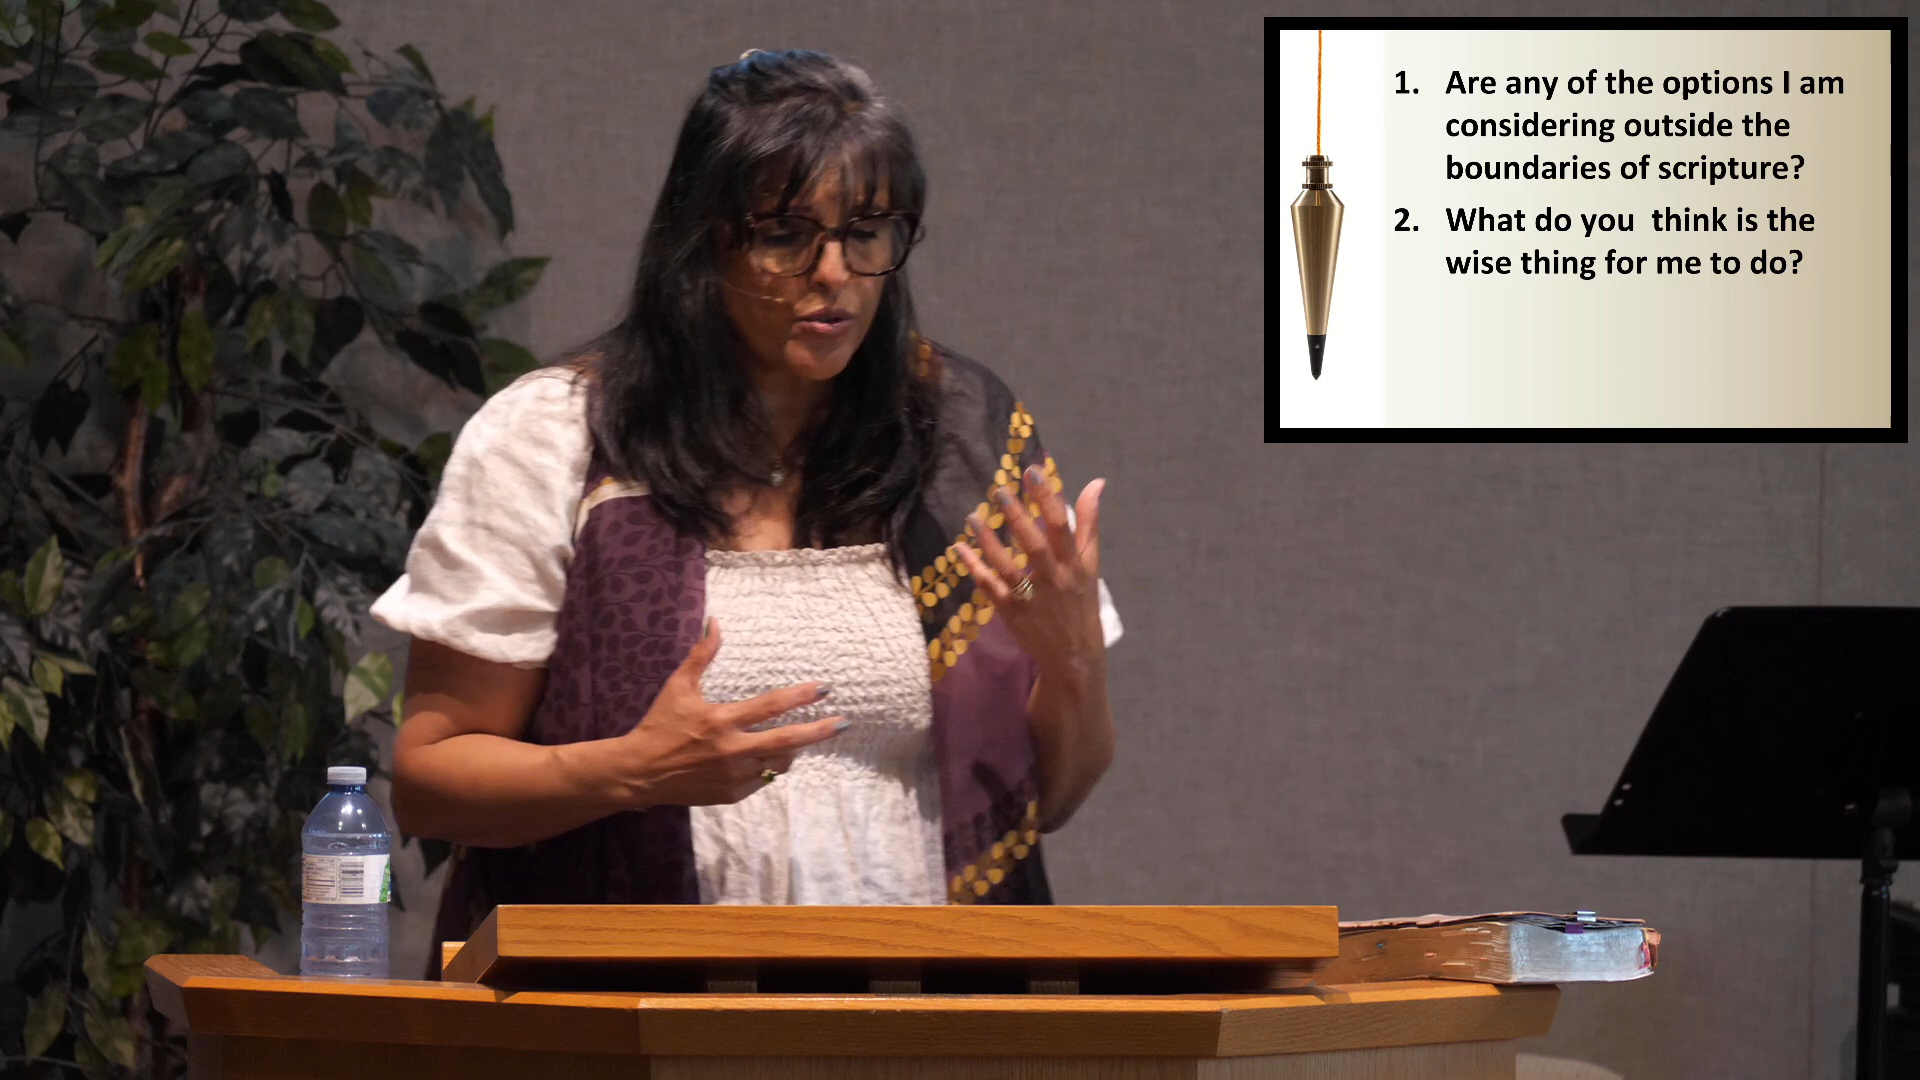 1. Are any of the options I am
considering outside the
boundaries of scripture?
2. What do you  think is the
wise thing for me to do?